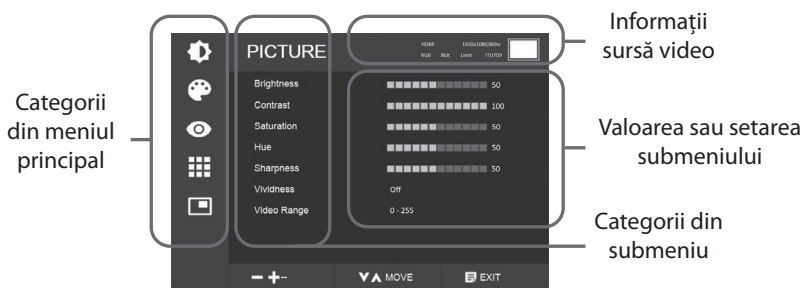 Categorii
din meniul
principal
PICTURE
HDMI 1920x1080/60Hz
RGB 8bit Limit ITU709
Brightness 50
Contrast 100
Saturation 50
Hue 50
Sharpness 50
Vividness Off
Video Range 0 - 255
MOVE EXIT
Informații
sursă video
Valoarea sau setarea
submeniului
Categorii din
submeniu